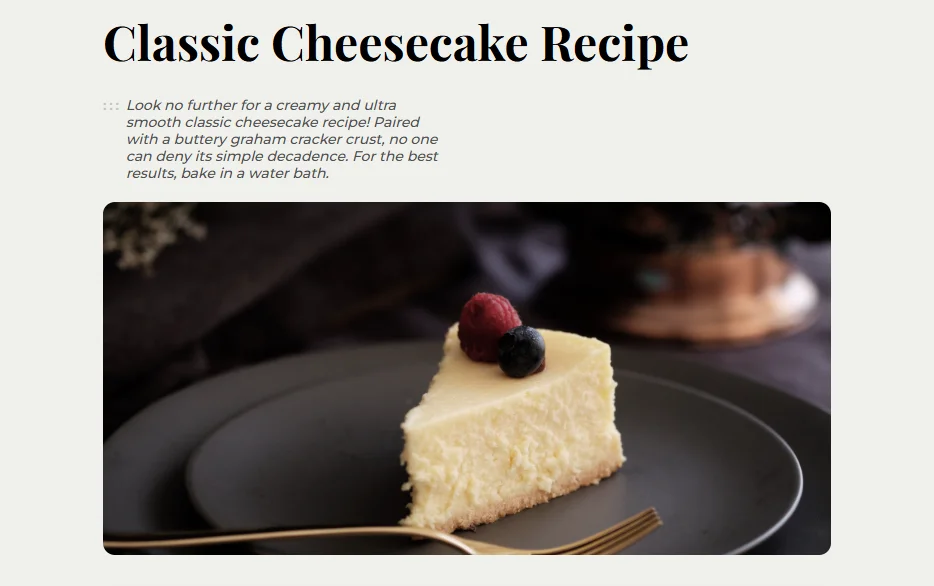 Classic Cheesecake Recipe
Look no further for a creamy and ultra
smooth classic cheesecake recipe! Paired
with a buttery graham cracker crust, no one
can deny its simple decadence. For the best
results, bake in a water bath.